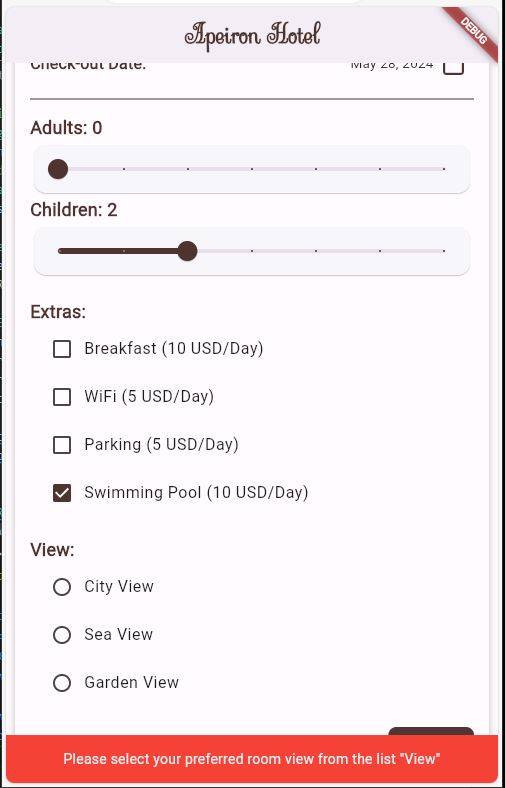 Apeiron Hotel
DEBUG
Check-out Date:
May 28, 2024
Adults: 0
Children: 2
Extras:
Breakfast (10 USD/Day)
WiFi (5 USD/Day)
Parking (5 USD/Day)
Swimming Pool (10 USD/Day)
View:
City View
Sea View
Garden View
Please select your preferred room view from the list "View"